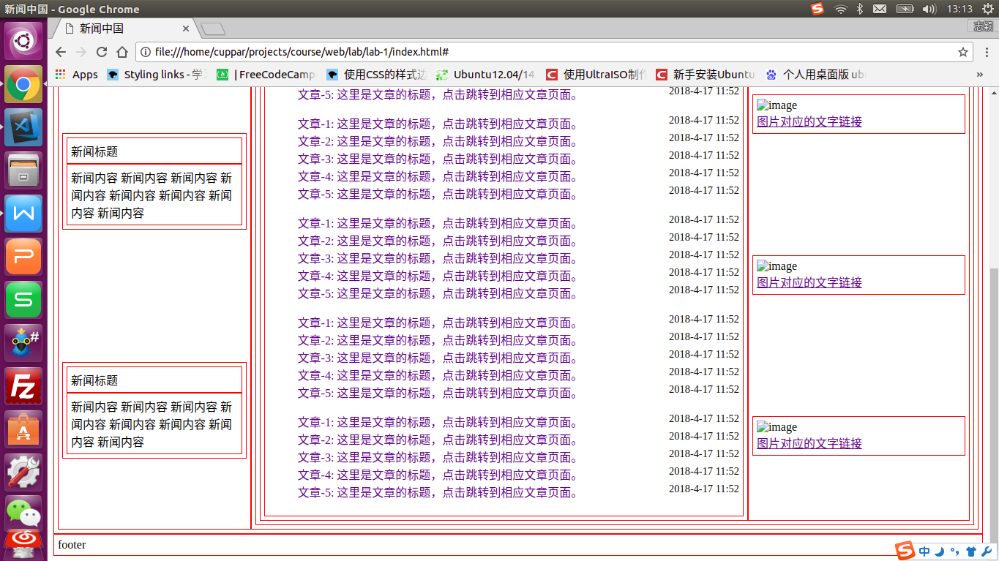 新闻中国 - Google Chrome
13:13
新闻中国
志颖
file:///home/cuppar/projects/course/web/lab/lab-1/index.html#
Apps
Styling links - 学
| FreeCodeCamp
使用CSS的样式边
Ubuntu12.04/14.
使用UltraISO制作
新手安装Ubuntu
个人用桌面版 ub
»
新闻标题
新闻内容 新闻内容 新闻内容 新
闻内容 新闻内容 新闻内容 新闻
内容 新闻内容
新闻标题
新闻内容 新闻内容 新闻内容 新
闻内容 新闻内容 新闻内容 新闻
内容 新闻内容
文章-5: 这里是文章的标题，点击跳转到相应文章页面。 2018-4-17 11:52
文章-1: 这里是文章的标题，点击跳转到相应文章页面。 2018-4-17 11:52
文章-2: 这里是文章的标题，点击跳转到相应文章页面。 2018-4-17 11:52
文章-3: 这里是文章的标题，点击跳转到相应文章页面。 2018-4-17 11:52
文章-4: 这里是文章的标题，点击跳转到相应文章页面。 2018-4-17 11:52
文章-5: 这里是文章的标题，点击跳转到相应文章页面。 2018-4-17 11:52
文章-1: 这里是文章的标题，点击跳转到相应文章页面。 2018-4-17 11:52
文章-2: 这里是文章的标题，点击跳转到相应文章页面。 2018-4-17 11:52
文章-3: 这里是文章的标题，点击跳转到相应文章页面。 2018-4-17 11:52
文章-4: 这里是文章的标题，点击跳转到相应文章页面。 2018-4-17 11:52
文章-5: 这里是文章的标题，点击跳转到相应文章页面。 2018-4-17 11:52
文章-1: 这里是文章的标题，点击跳转到相应文章页面。 2018-4-17 11:52
文章-2: 这里是文章的标题，点击跳转到相应文章页面。 2018-4-17 11:52
文章-3: 这里是文章的标题，点击跳转到相应文章页面。 2018-4-17 11:52
文章-4: 这里是文章的标题，点击跳转到相应文章页面。 2018-4-17 11:52
文章-5: 这里是文章的标题，点击跳转到相应文章页面。 2018-4-17 11:52
文章-1: 这里是文章的标题，点击跳转到相应文章页面。 2018-4-17 11:52
文章-2: 这里是文章的标题，点击跳转到相应文章页面。 2018-4-17 11:52
文章-3: 这里是文章的标题，点击跳转到相应文章页面。 2018-4-17 11:52
文章-4: 这里是文章的标题，点击跳转到相应文章页面。 2018-4-17 11:52
文章-5: 这里是文章的标题，点击跳转到相应文章页面。 2018-4-17 11:52
image
图片对应的文字链接
image
图片对应的文字链接
image
图片对应的文字链接
footer
中